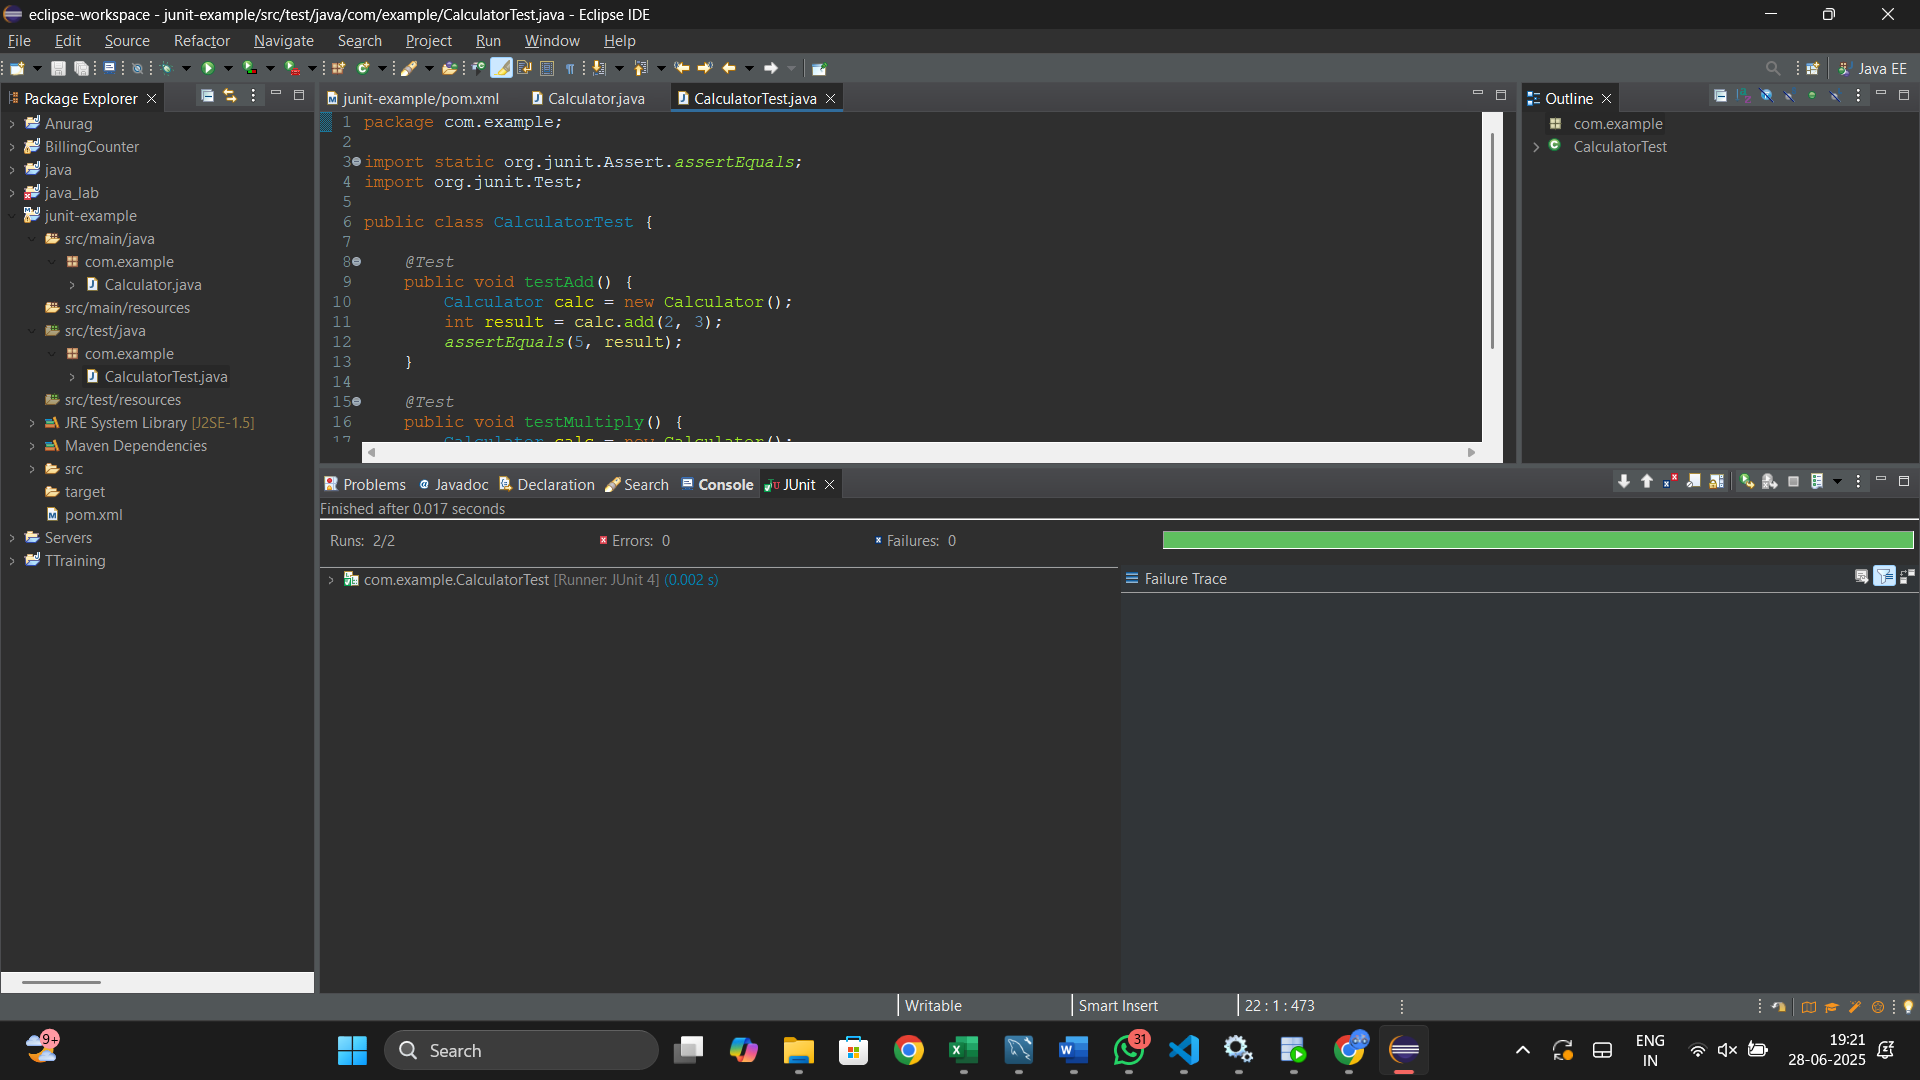 eclipse-workspace - junit-example/src/test/java/com/example/CalculatorTest.java - Eclipse IDE
File Edit Source Refactor Navigate Search Project Run Window Help
Java EE
Package Explorer
Anurag
BillingCounter
java
java_lab
junit-example
src/main/java
com.example
Calculator.java
src/main/resources
src/test/java
com.example
CalculatorTest.java
src/test/resources
JRE System Library [J2SE-1.5]
Maven Dependencies
src
target
pom.xml
Servers
TTraining
junit-example/pom.xml Calculator.java CalculatorTest.java
1 package com.example;
2
3 import static org.junit.Assert.assertEquals;
4 import org.junit.Test;
5
6 public class CalculatorTest {
7
8 @Test
9 public void testAdd() {
10 Calculator calc = new Calculator();
11 int result = calc.add(2, 3);
12 assertEquals(5, result);
13 }
14
15 @Test
16 public void testMultiply() {
17 Calculator calc = new Calculator();
Outline
com.example
CalculatorTest
Problems Javadoc Declaration Search Console JUnit
Finished after 0.017 seconds
Runs: 2/2 Errors: 0 Failures: 0
com.example.CalculatorTest [Runner: JUnit 4] (0.002 s)
Failure Trace
Writable Smart Insert 22 : 1 : 473
9+
Search
31
ENG
IN
19:21
28-06-2025